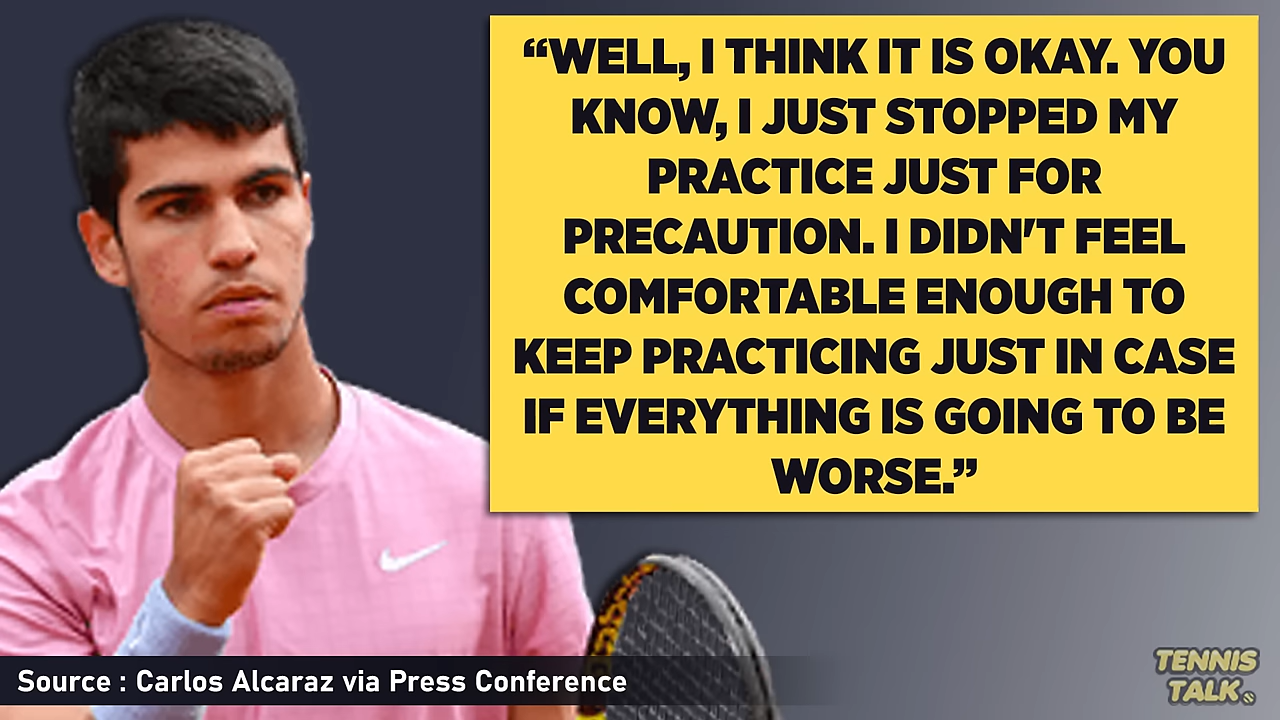 “WELL, I THINK IT IS OKAY. YOU
KNOW, I JUST STOPPED MY
PRACTICE JUST FOR
PRECAUTION. I DIDN'T FEEL
COMFORTABLE ENOUGH TO
KEEP PRACTICING JUST IN CASE
IF EVERYTHING IS GOING TO BE
WORSE.”
Source : Carlos Alcaraz via Press Conference
TENNIS
TALK